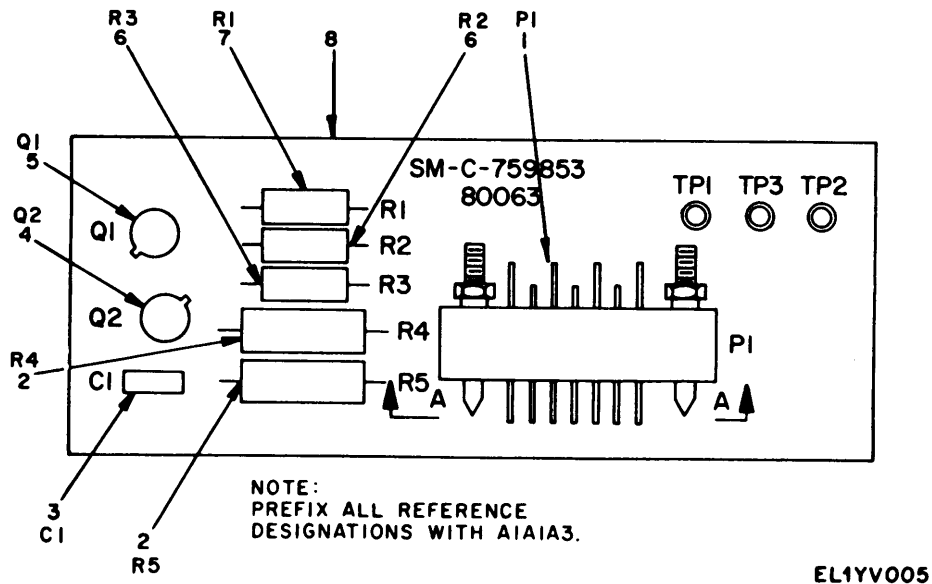 R3
6
R1
7
8
R2
6
P1
1
Q1
5
SM-C-759853
80063
TP1 TP3 TP2
Q1
R1
Q2
4
R2
R3
Q2
R4
P1
R4
2
C1
R5
A
A
3
C1
2
R5
NOTE:
PREFIX ALL REFERENCE
DESIGNATIONS WITH A1A1A3.
EL1YV005